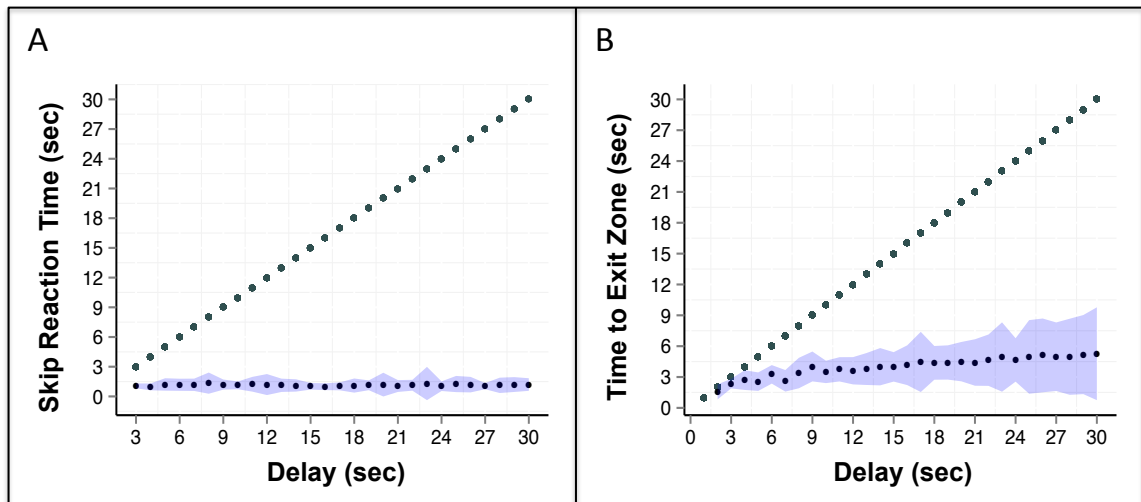 A
Skip Reaction Time (sec)
30
27
24
21
18
15
12
9
6
3
0
3 6 9 12 15 18 21 24 27 30
Delay (sec)
B
Time to Exit Zone (sec)
30
27
24
21
18
15
12
9
6
3
0
0 3 6 9 12 15 18 21 24 27 30
Delay (sec)